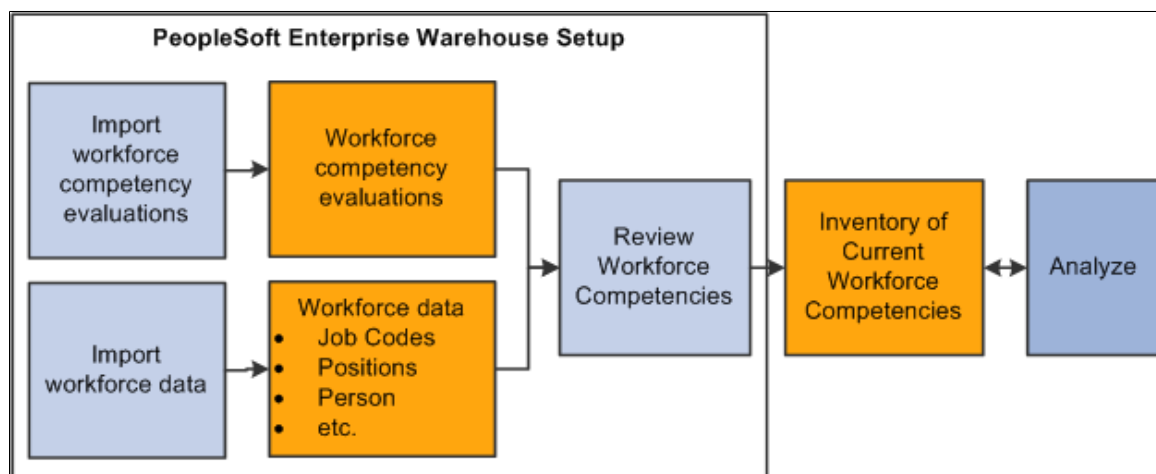 PeopleSoft Enterprise Warehouse Setup
Import
workforce
competency
evaluations
Workforce
competency
evaluations
Import
workforce data
Workforce data
• Job Codes
• Positions
• Person
• etc.
Review
Workforce
Competencies
Inventory of
Current
Workforce
Competencies
Analyze